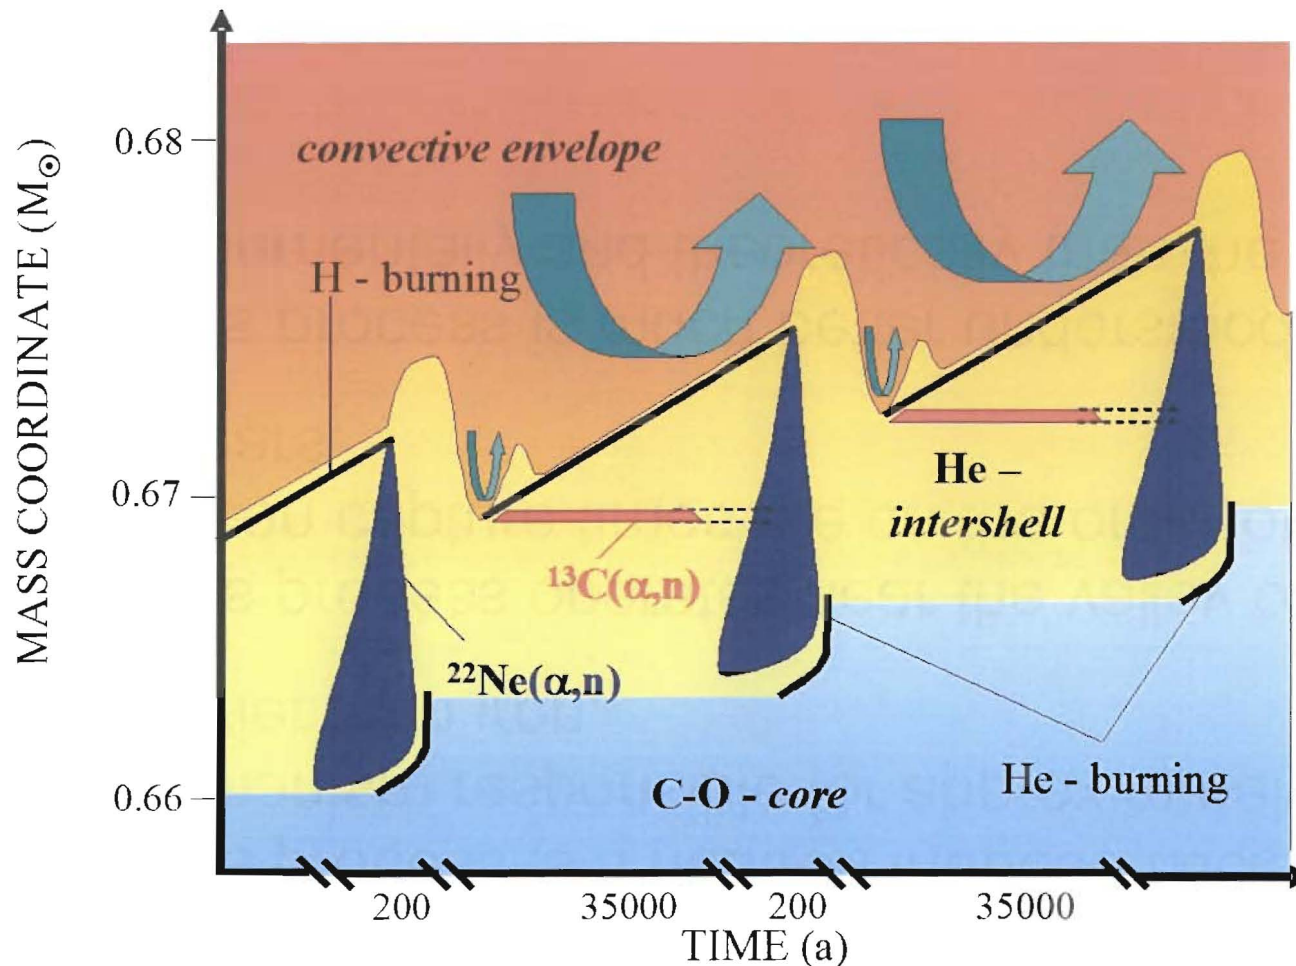 MASS COORDINATE (M☉)
0.68
0.67
0.66
convective envelope
H - burning
He –
intershell
¹³C(α,n)
²²Ne(α,n)
C-O - core
He - burning
200
35000
200
35000
TIME (a)